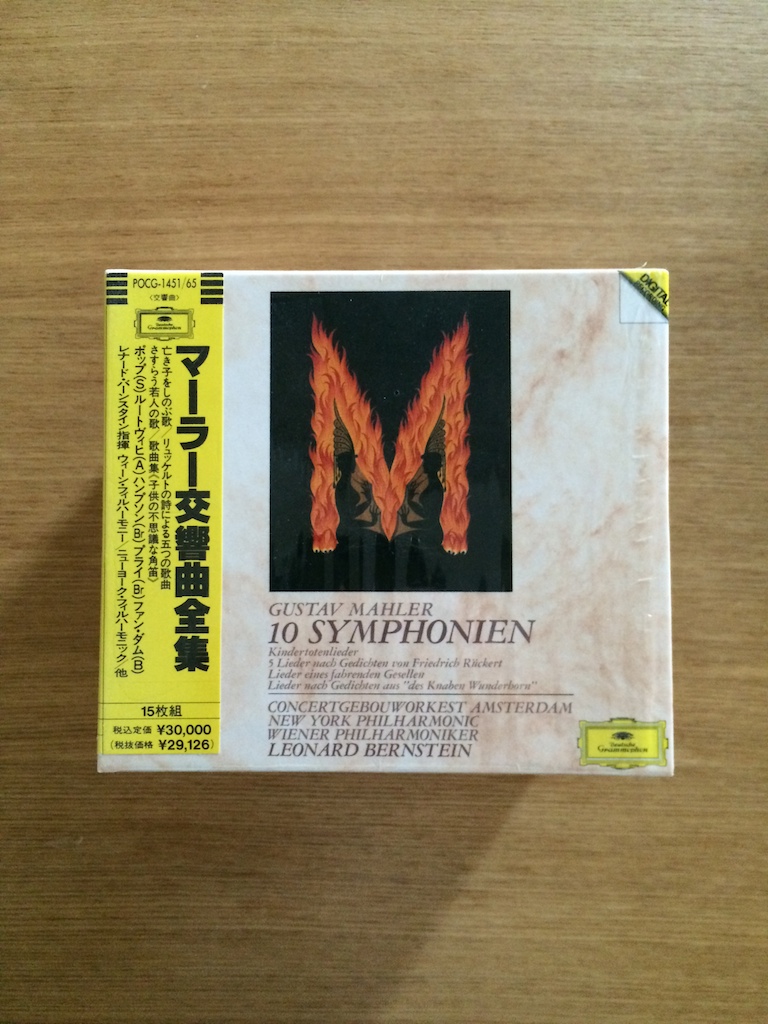 POCG-1451/65
〈交響曲〉
Deutsche
Grammophon
マーラー交響曲全集
亡き子をしのぶ歌／リュッケルトの詩による五つの歌曲
さすらう若人の歌／歌曲集《子供の不思議な角笛》
ポップ(S)ルートヴィヒ(A)ハンプソン(Br)プライ(Br)ファン・ダム(B)
レナード・バーンスタイン指揮 ウィーン・フィルハーモニー／ニューヨーク・フィルハーモニック／他
15枚組
税込定価 ¥30,000
(税抜価格 ¥29,126)
DIGITAL
RECORDING
GUSTAV MAHLER
10 SYMPHONIEN
Kindertotenlieder
5 Lieder nach Gedichten von Friedrich Rückert
Lieder eines fahrenden Gesellen
Lieder nach Gedichten aus "des Knaben Wunderhorn"
CONCERTGEBOUWORKEST AMSTERDAM
NEW YORK PHILHARMONIC
WIENER PHILHARMONIKER
LEONARD BERNSTEIN
Deutsche
Grammophon